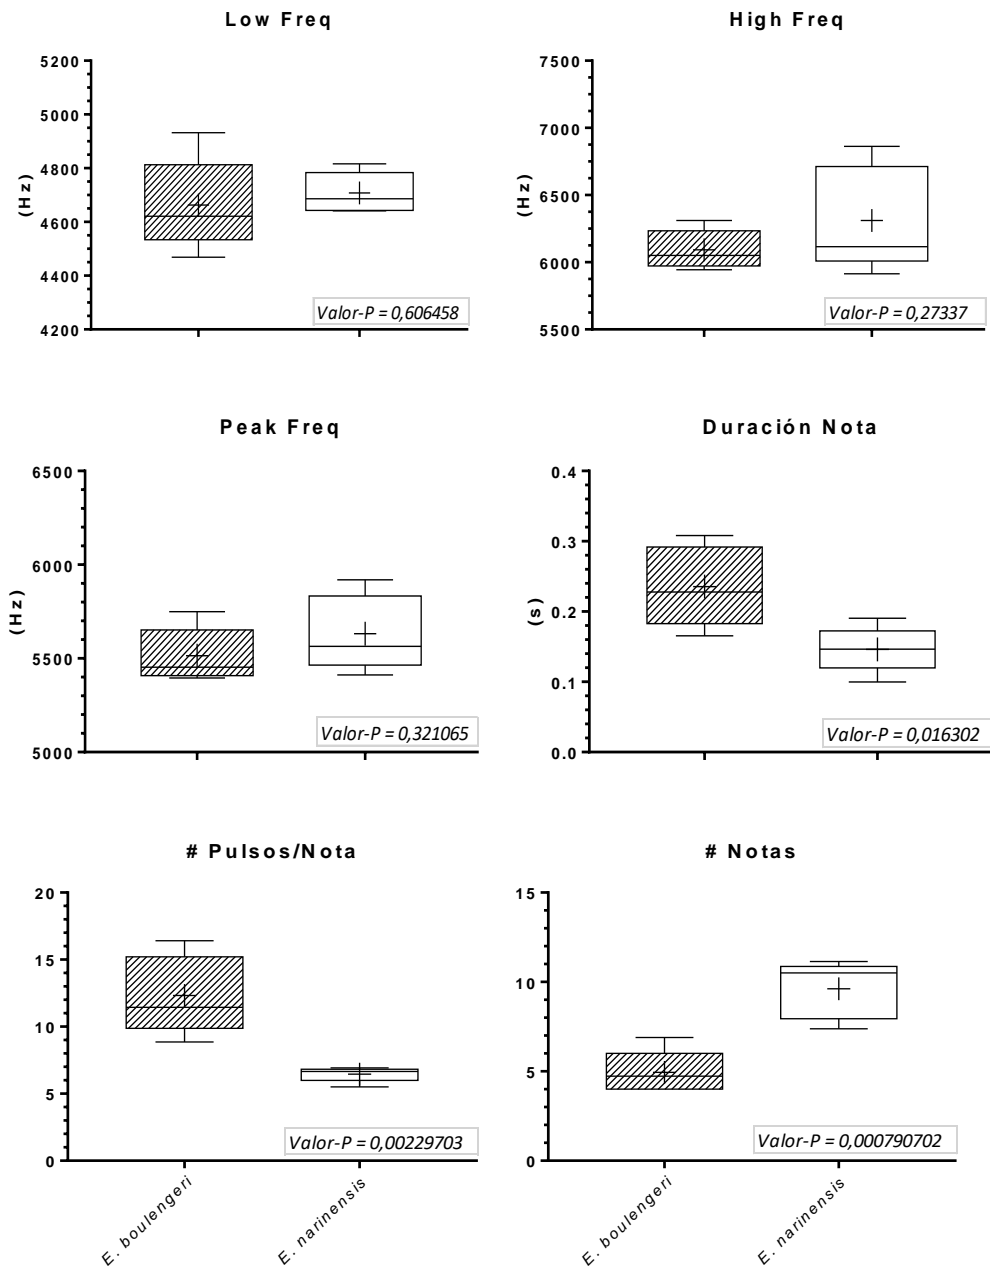 Low Freq
5200
5000
4800
4600
4400
4200
(Hz)
Valor-P = 0,606458
High Freq
7500
7000
6500
6000
5500
(Hz)
Valor-P = 0,27337
Peak Freq
6500
6000
5500
5000
(Hz)
Valor-P = 0,321065
Duración Nota
0.4
0.3
0.2
0.1
0.0
(s)
Valor-P = 0,016302
# Pulsos/Nota
20
15
10
5
0
Valor-P = 0,00229703
E. boulengeri
E. narinensis
# Notas
15
10
5
0
Valor-P = 0,000790702
E. boulengeri
E. narinensis